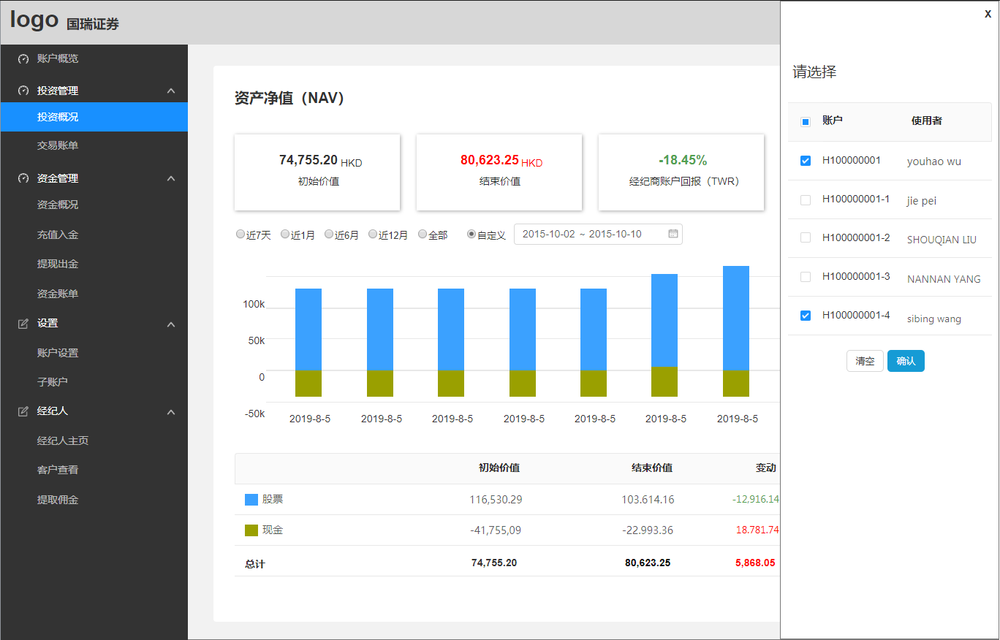 logo 国瑞证券
账户概览
投资管理
投资概况
交易账单
资金管理
资金概况
充值入金
提现出金
资金账单
设置
账户设置
子账户
经纪人
经纪人主页
客户查看
提取佣金
资产净值（NAV）
74,755.20 HKD
初始价值
80,623.25 HKD
结束价值
-18.45%
经纪商账户回报（TWR）
近7天 近1月 近6月 近12月 全部 自定义 2015-10-02 ~ 2015-10-10
100k
50k
0
-50k
2019-8-5 2019-8-5 2019-8-5 2019-8-5 2019-8-5 2019-8-5 2019-8-5
初始价值 结束价值 变动
股票 116,530.29 103.614.16 -12,916.14
现金 -41,755,09 -22.993.36 18.781.74
总计 74,755.20 80,623.25 5,868.05
X
请选择
账户 使用者
H100000001 youhao wu
H100000001-1 jie pei
H100000001-2 SHOUQIAN LIU
H100000001-3 NANNAN YANG
H100000001-4 sibing wang
清空 确认